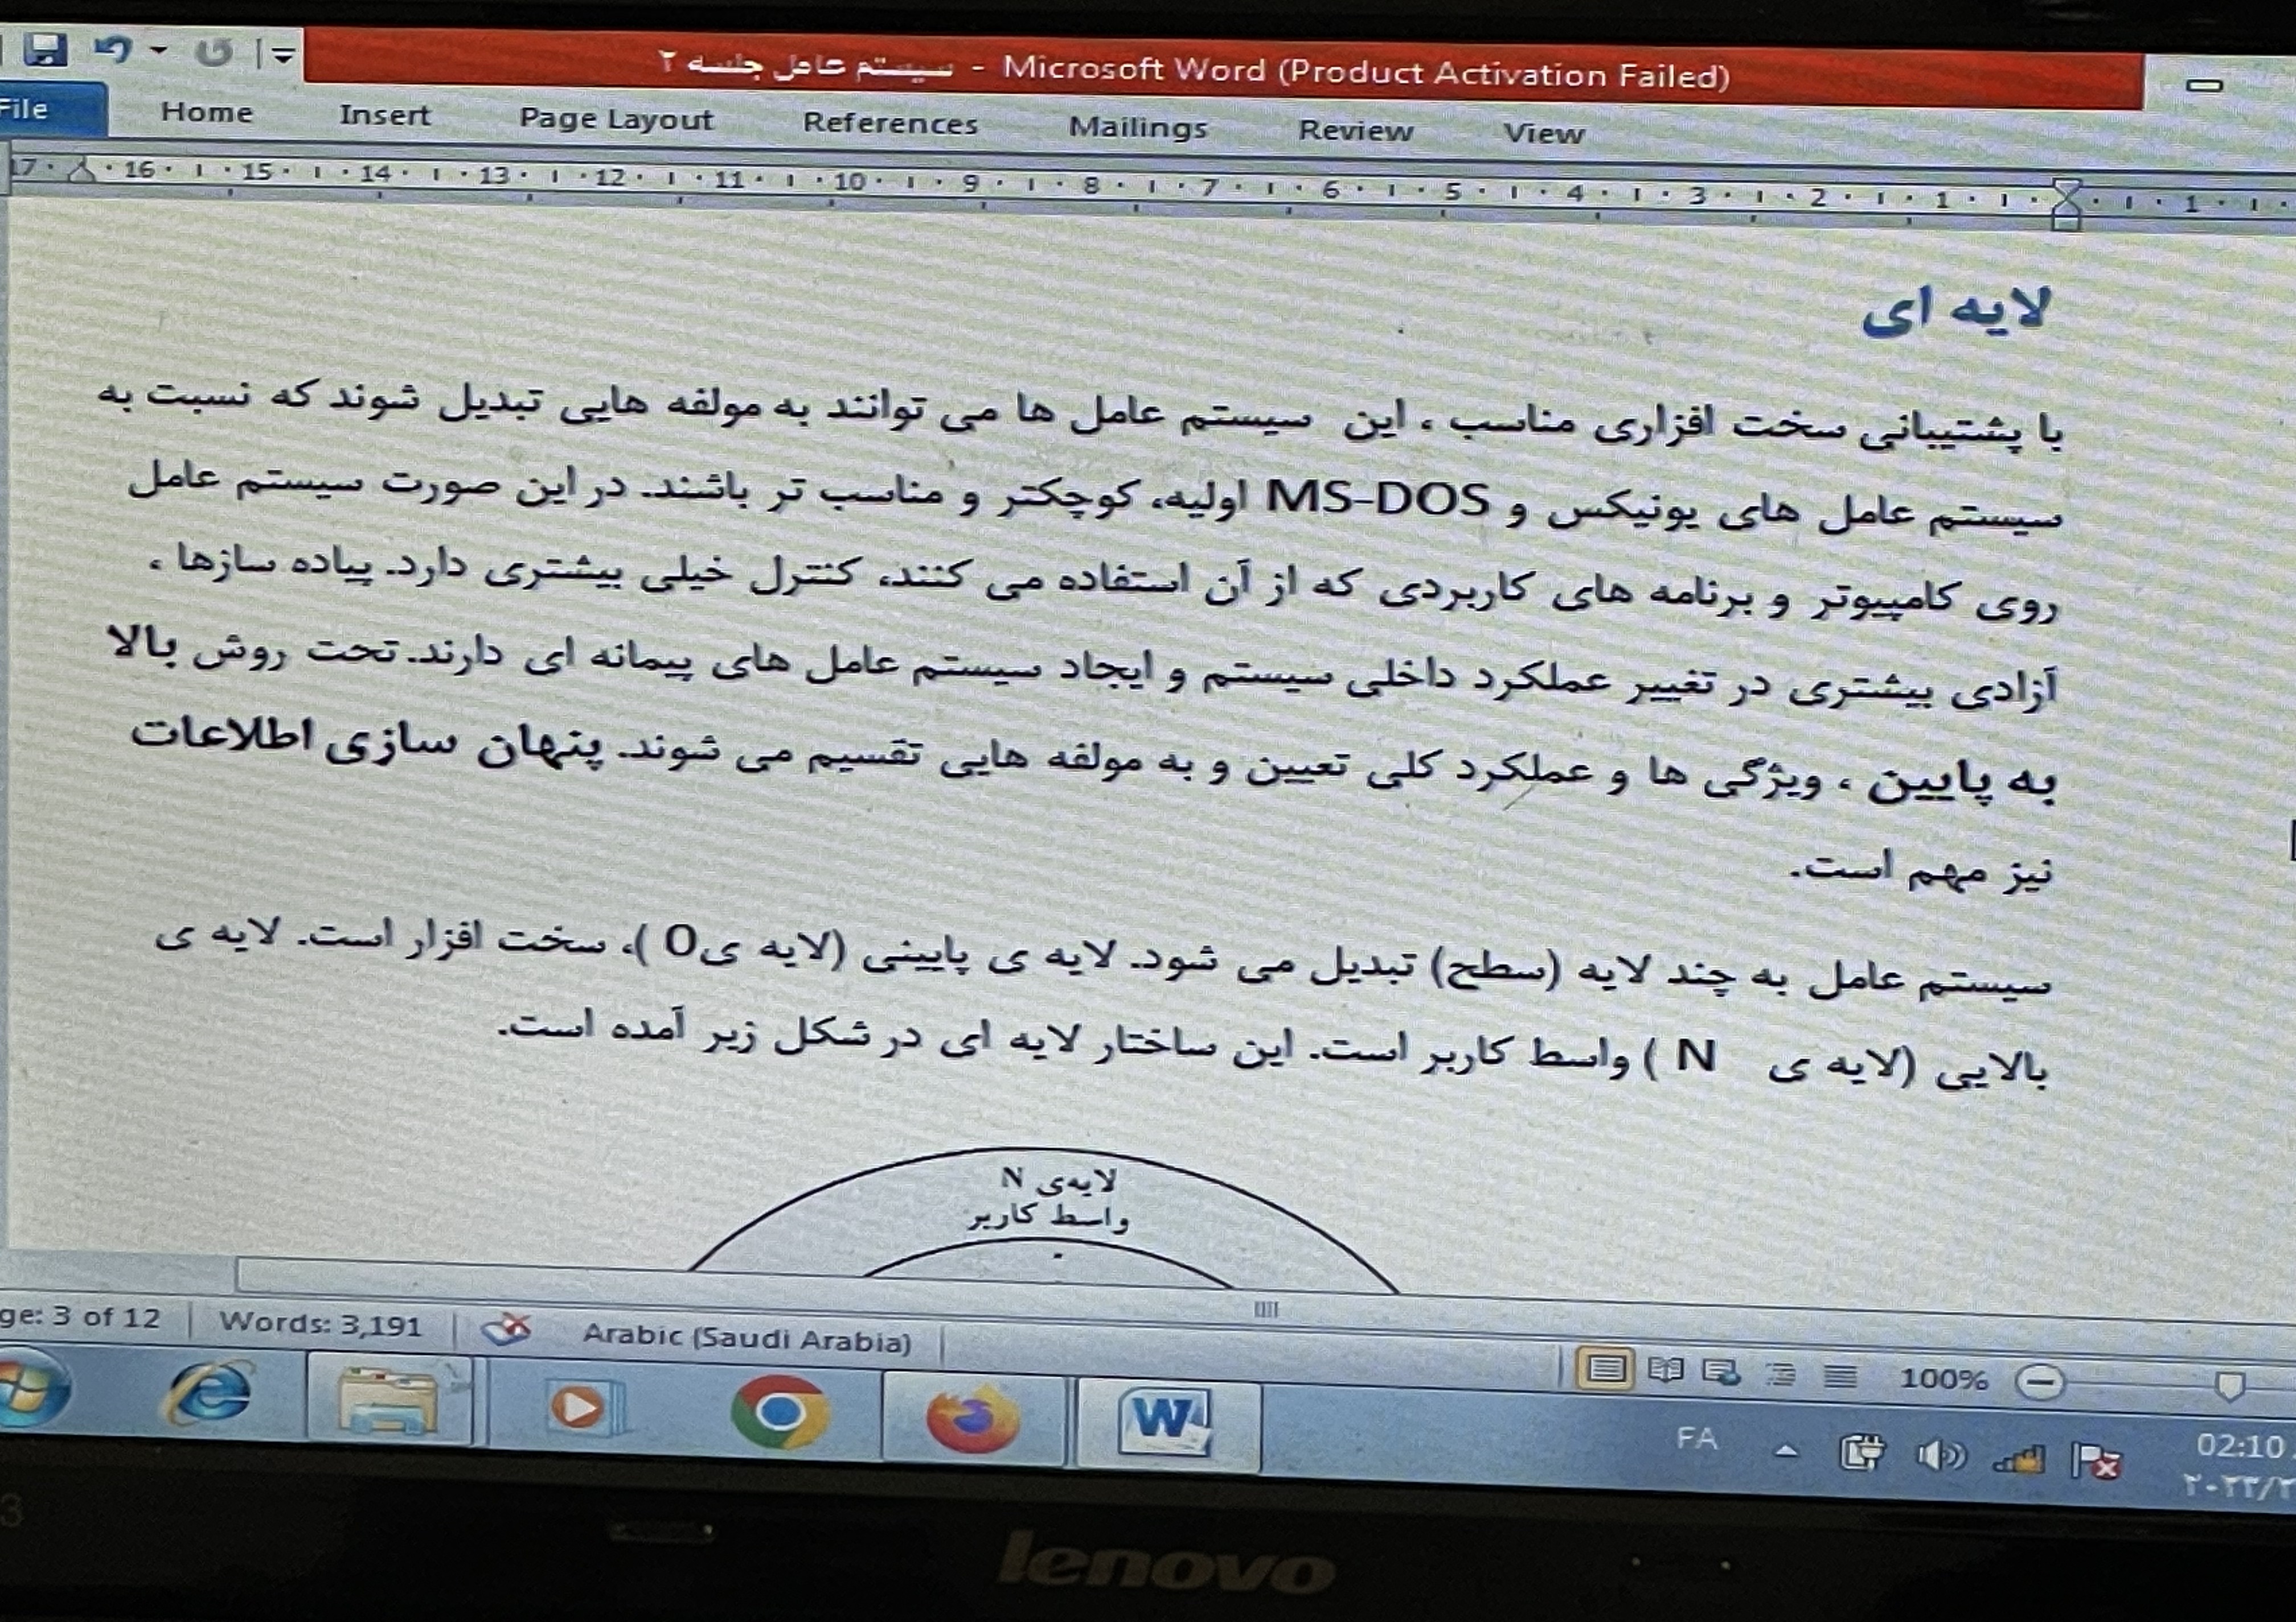 سیستم عامل جلسه ۲ - Microsoft Word (Product Activation Failed)
File Home Insert Page Layout References Mailings Review View
17 16 15 14 13 12 11 10 9 8 7 6 5 4 3 2 1 1
لایه ای
با پشتیبانی سخت افزاری مناسب ، این سیستم عامل ها می توانند به مولفه هایی تبدیل شوند که نسبت به
سیستم عامل های یونیکس و MS-DOS اولیه، کوچکتر و مناسب تر باشند. در این صورت سیستم عامل
روی کامپیوتر و برنامه های کاربردی که از آن استفاده می کنند، کنترل خیلی بیشتری دارد. پیاده سازها ،
آزادی بیشتری در تغییر عملکرد داخلی سیستم و ایجاد سیستم عامل های پیمانه ای دارند. تحت روش بالا
به پایین ، ویژگی ها و عملکرد کلی تعیین و به مولفه هایی تقسیم می شوند. پنهان سازی اطلاعات
نیز مهم است.
سیستم عامل به چند لایه (سطح) تبدیل می شود. لایه ی پایینی (لایه ی0 )، سخت افزار است. لایه ی
بالایی (لایه ی N ) واسط کاربر است. این ساختار لایه ای در شکل زیر آمده است.
لایه‌ی N
واسط کاربر
ge: 3 of 12 Words: 3,191 Arabic (Saudi Arabia) 100%
FA 02:10
lenovo